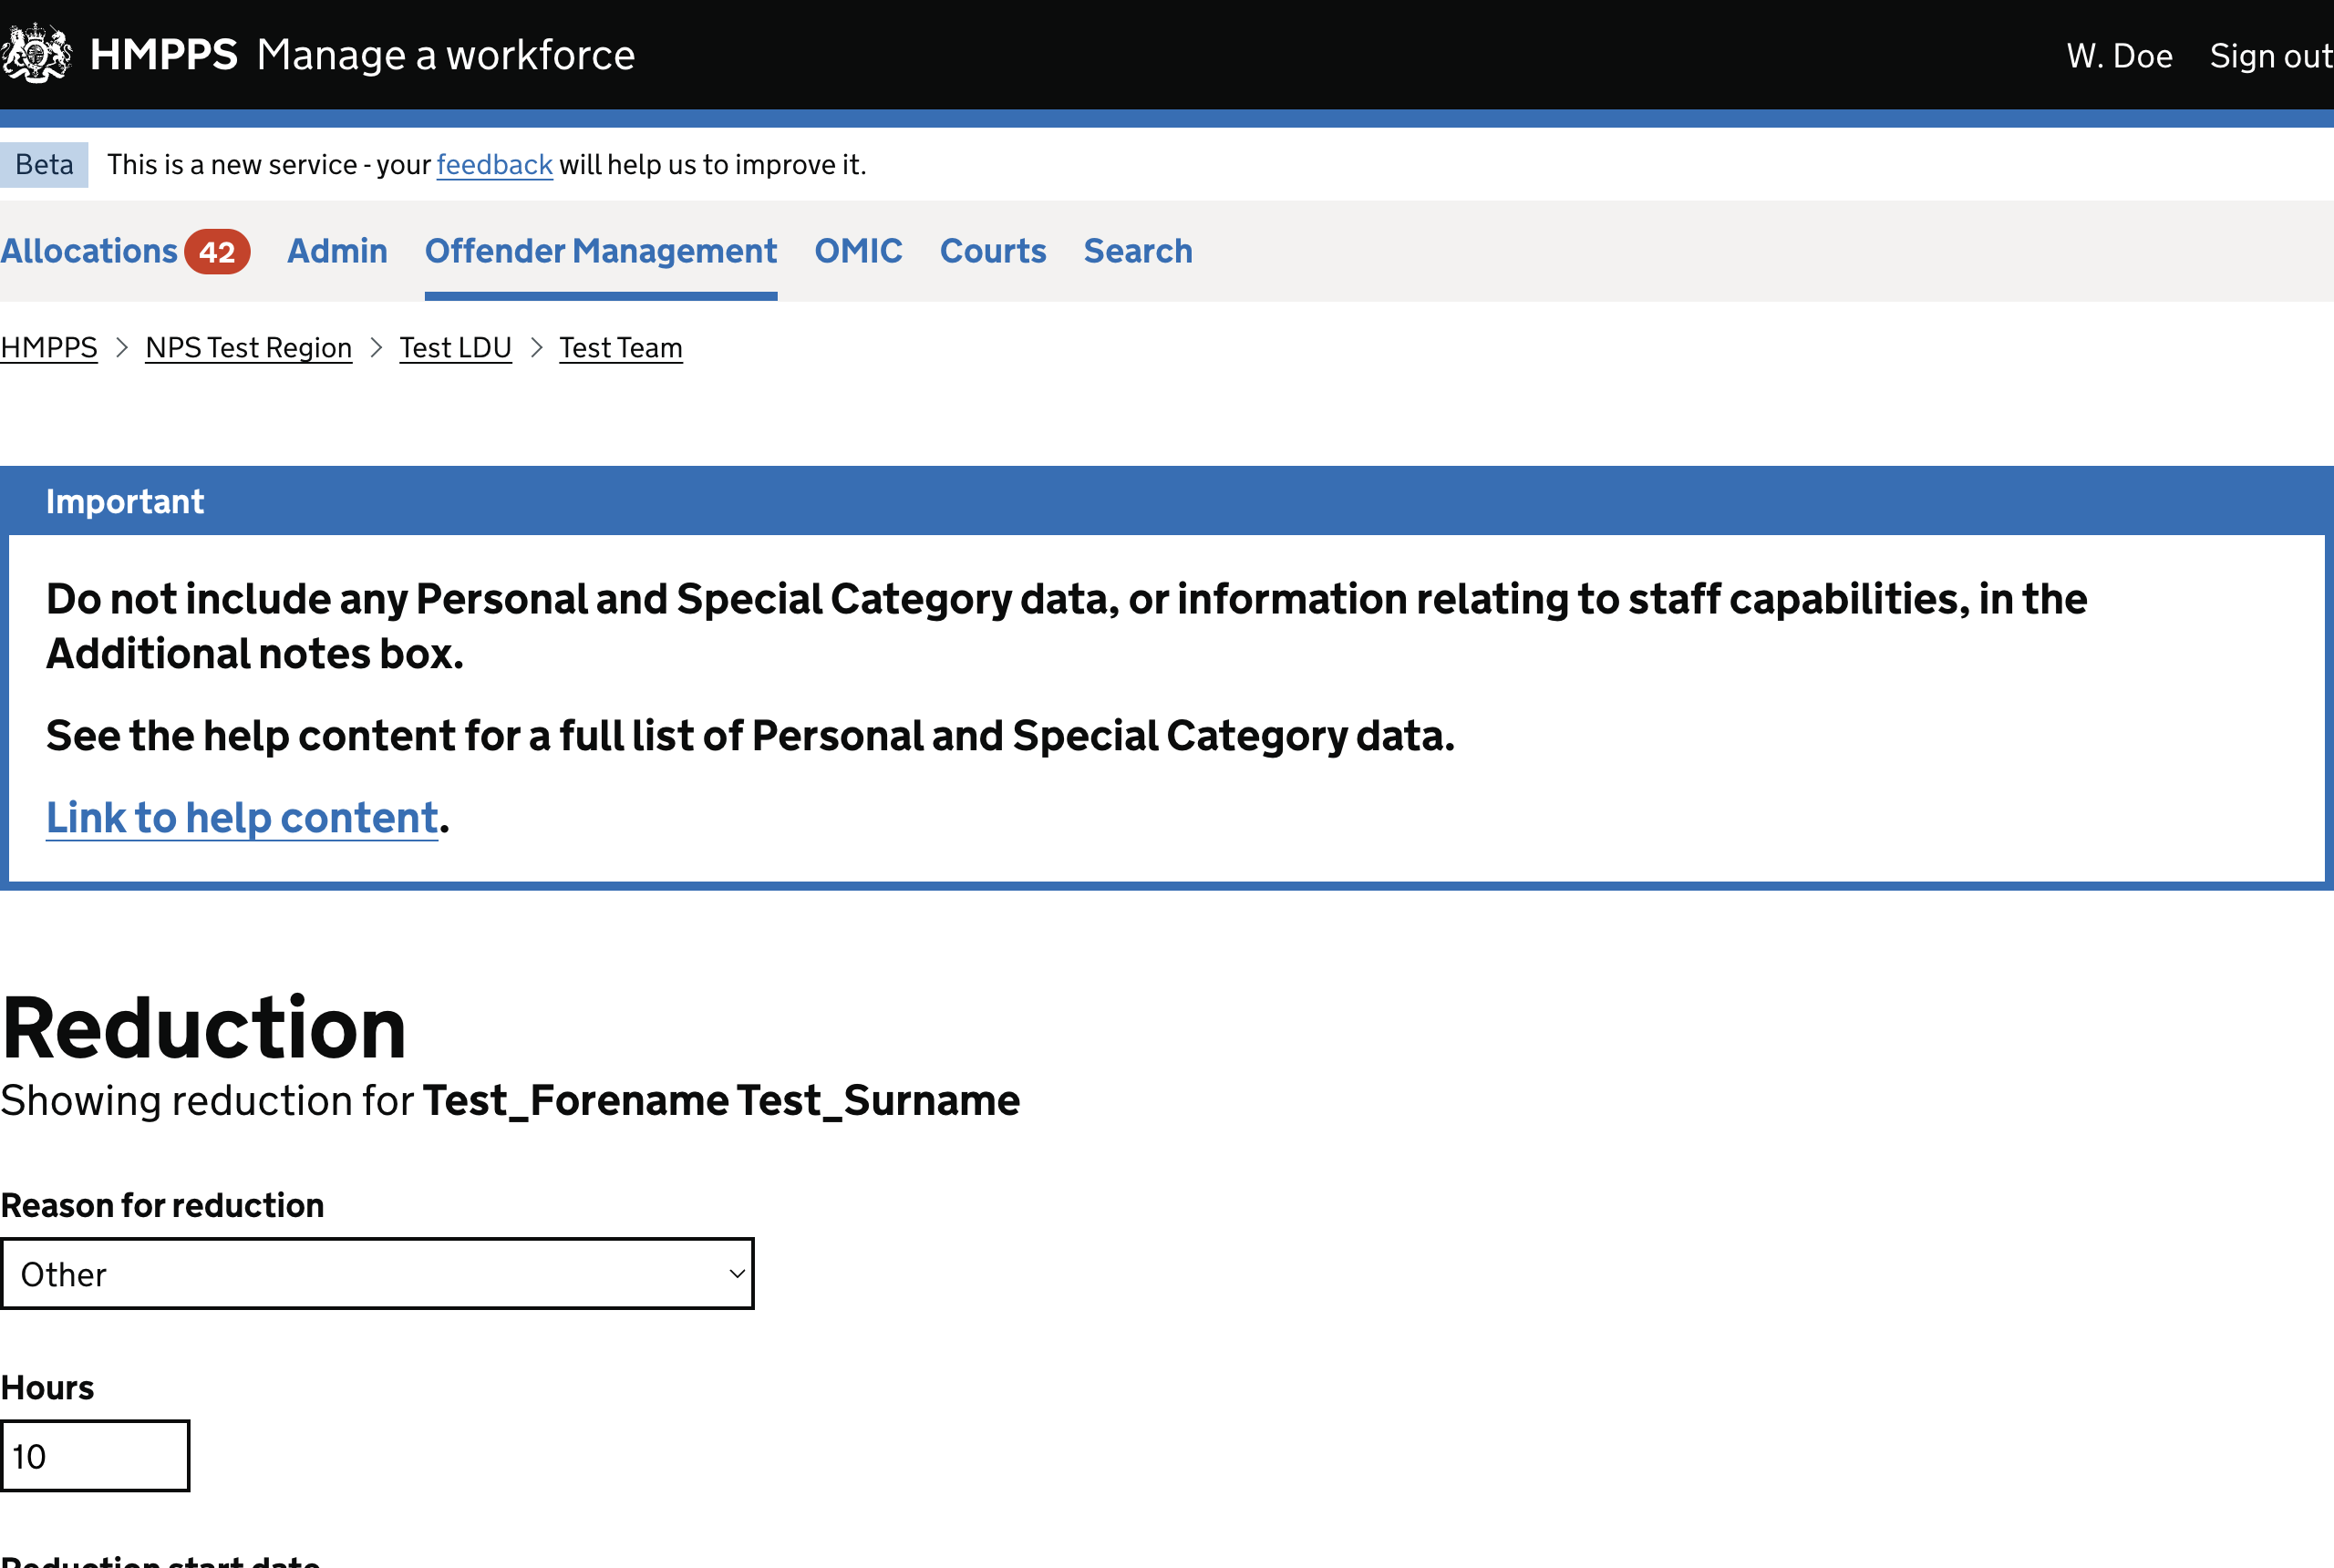 HMPPS Manage a workforce W. Doe Sign out
Beta This is a new service - your feedback will help us to improve it.
Allocations 42 Admin Offender Management OMIC Courts Search
HMPPS > NPS Test Region > Test LDU > Test Team
Important
Do not include any Personal and Special Category data, or information relating to staff capabilities, in the
Additional notes box.
See the help content for a full list of Personal and Special Category data.
Link to help content.
Reduction
Showing reduction for Test_Forename Test_Surname
Reason for reduction
Other
Hours
10
Reduction start date